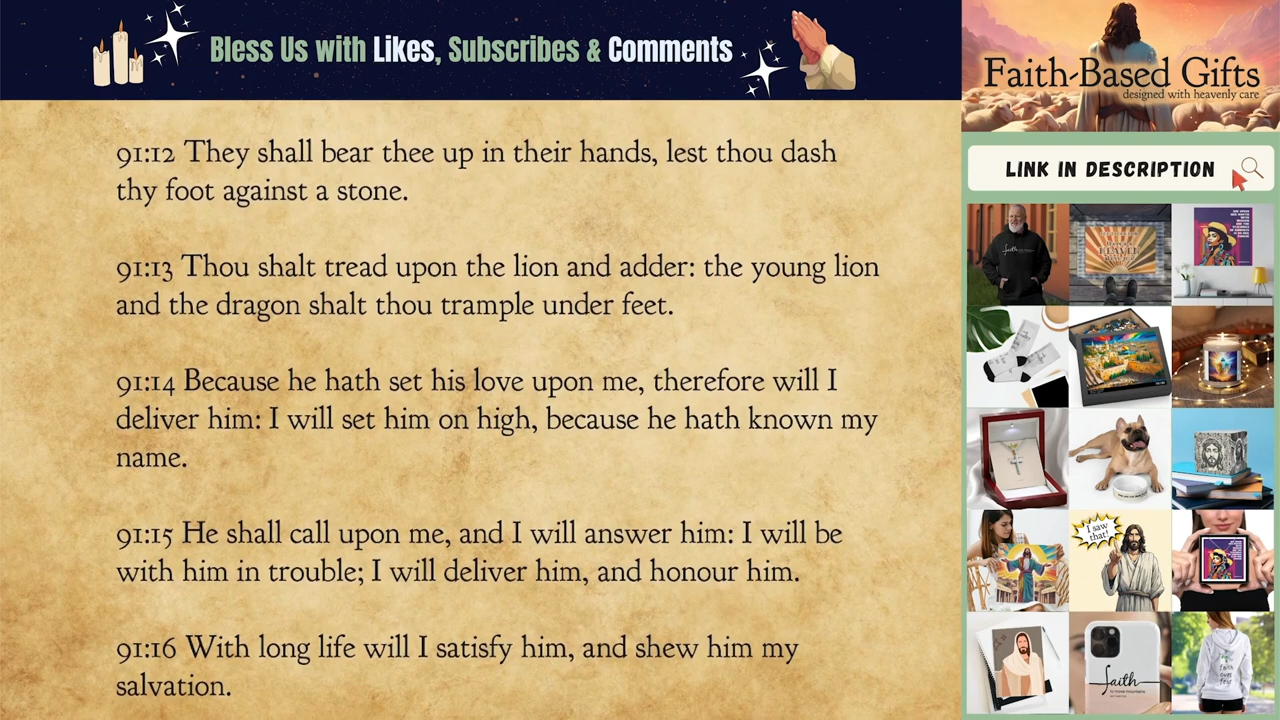 Bless Us with Likes, Subscribes & Comments
91:12 They shall bear thee up in their hands, lest thou dash
thy foot against a stone.
91:13 Thou shalt tread upon the lion and adder: the young lion
and the dragon shalt thou trample under feet.
91:14 Because he hath set his love upon me, therefore will I
deliver him: I will set him on high, because he hath known my
name.
91:15 He shall call upon me, and I will answer him: I will be
with him in trouble; I will deliver him, and honour him.
91:16 With long life will I satisfy him, and shew him my
salvation.
Faith-Based Gifts
designed with heavenly care
LINK IN DESCRIPTION
faith
I saw
that!
faith
to move mountains
faith
over
fear